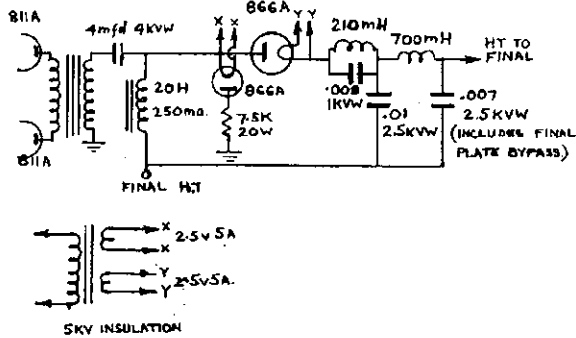 811A
811A
4mfd 4KVW
20H
250ma.
FINAL H.T
X X
866A
7.5K
20W
866A
Y Y
210mH
.008
1KVW
700mH
.01
2.5KVW
HT TO
FINAL
.007
2.5KVW
(INCLUDES FINAL
PLATE BYPASS)
X 2.5v 5A
X
Y 2.5v 5A.
Y
5KV INSULATION